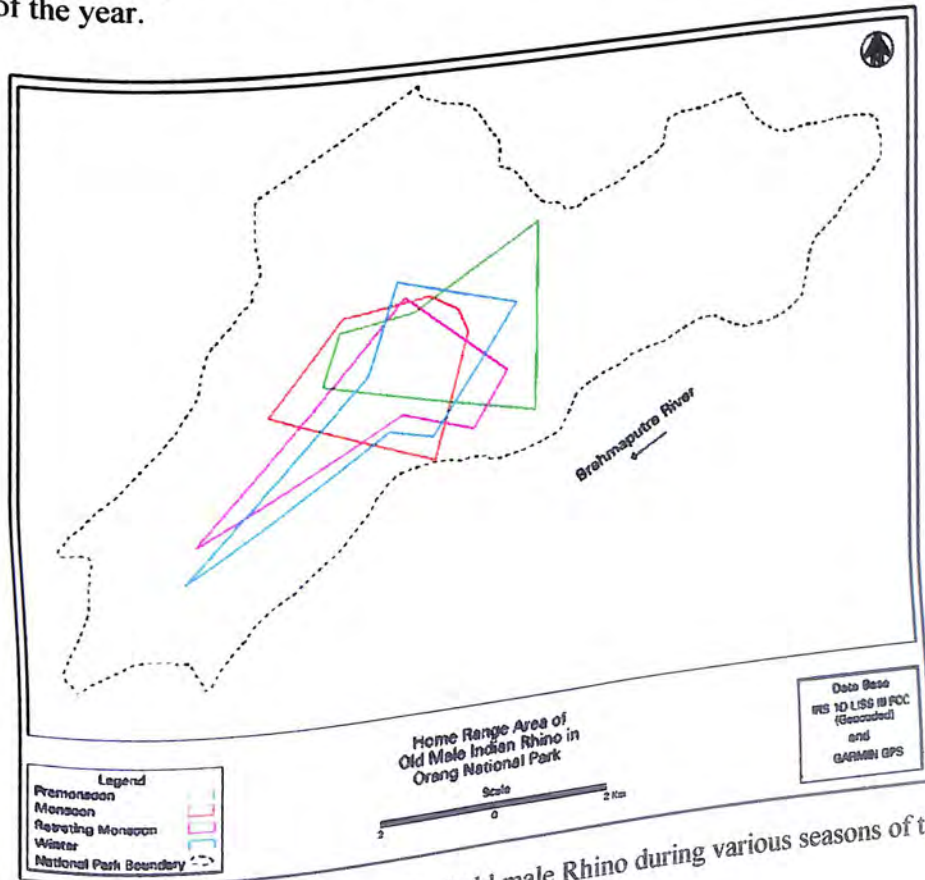 of the year.
Brahmaputra River
Home Range Area of
Old Male Indian Rhino in
Orang National Park
Scale
2 0 2 Km
Data Base
IRS 1D LISS III FCC
(Geocoded)
and
GARMIN GPS
Legend
Premonsoon
Monsoon
Retrating Monsoon
Winter
National Park Boundary
male Rhino during various seasons of